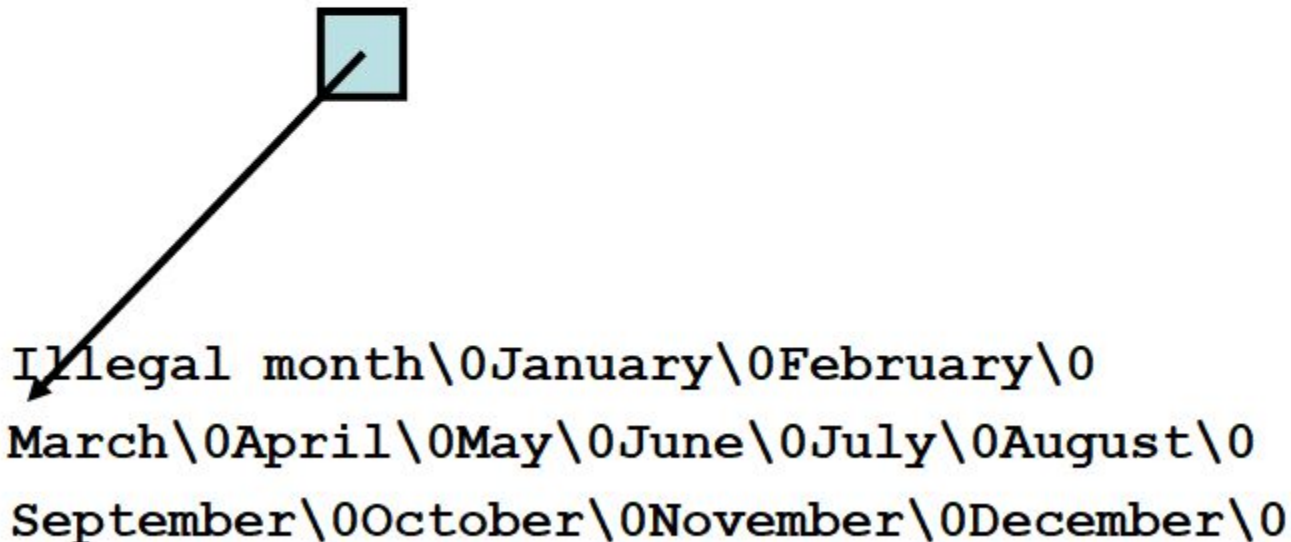 Illegal month\0January\0February\0
March\0April\0May\0June\0July\0August\0
September\0October\0November\0December\0